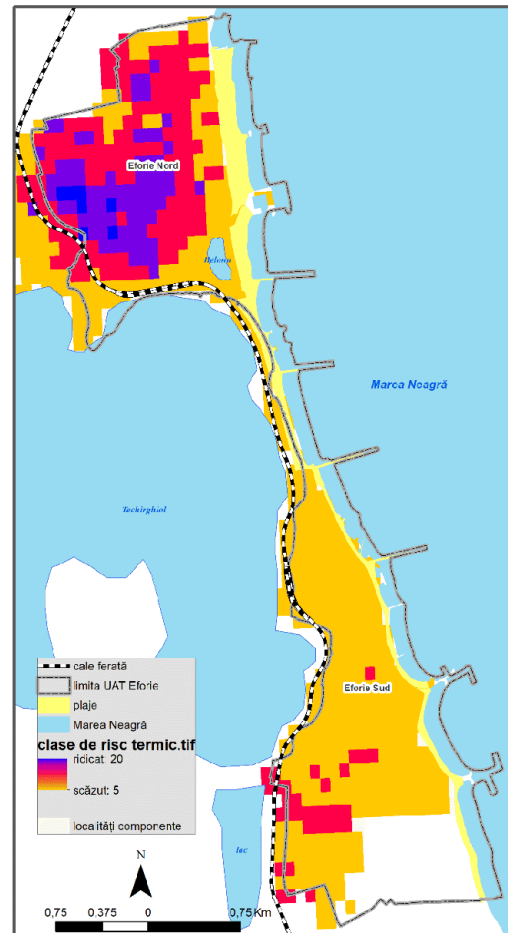 Eforie Nord
Belona
Marea Neagră
Techirghiol
Eforie Sud
cale ferată
limita UAT Eforie
plaje
Marea Neagră
clase de risc termic.tif
ridicat: 20
scăzut: 5
localități componente
lac
N
0,75 0,375 0 0,75 Km